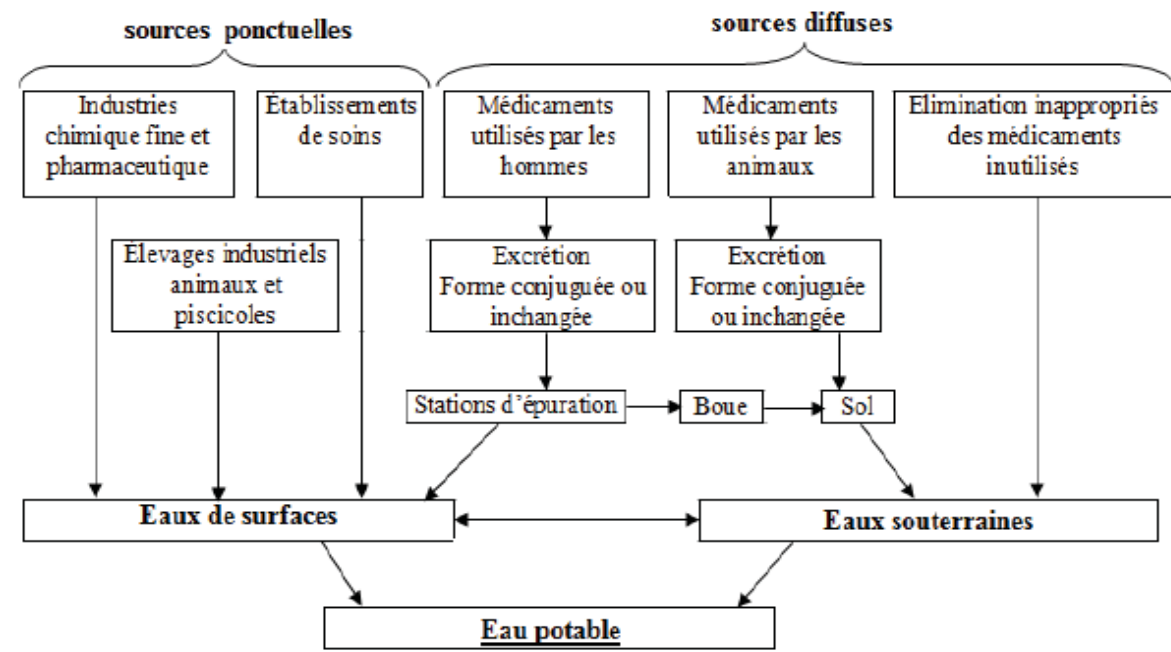 sources ponctuelles
sources diffuses
Industries
chimique fine et
pharmaceutique
Établissements
de soins
Médicaments
utilisés par les
hommes
Médicaments
utilisés par les
animaux
Elimination inappropriés
des médicaments
inutilisés
Élevages industriels
animaux et
piscicoles
Excrétion
Forme conjuguée ou
inchangée
Excrétion
Forme conjuguée
ou inchangée
Stations d'épuration
Boue
Sol
Eaux de surfaces
Eaux souterraines
Eau potable